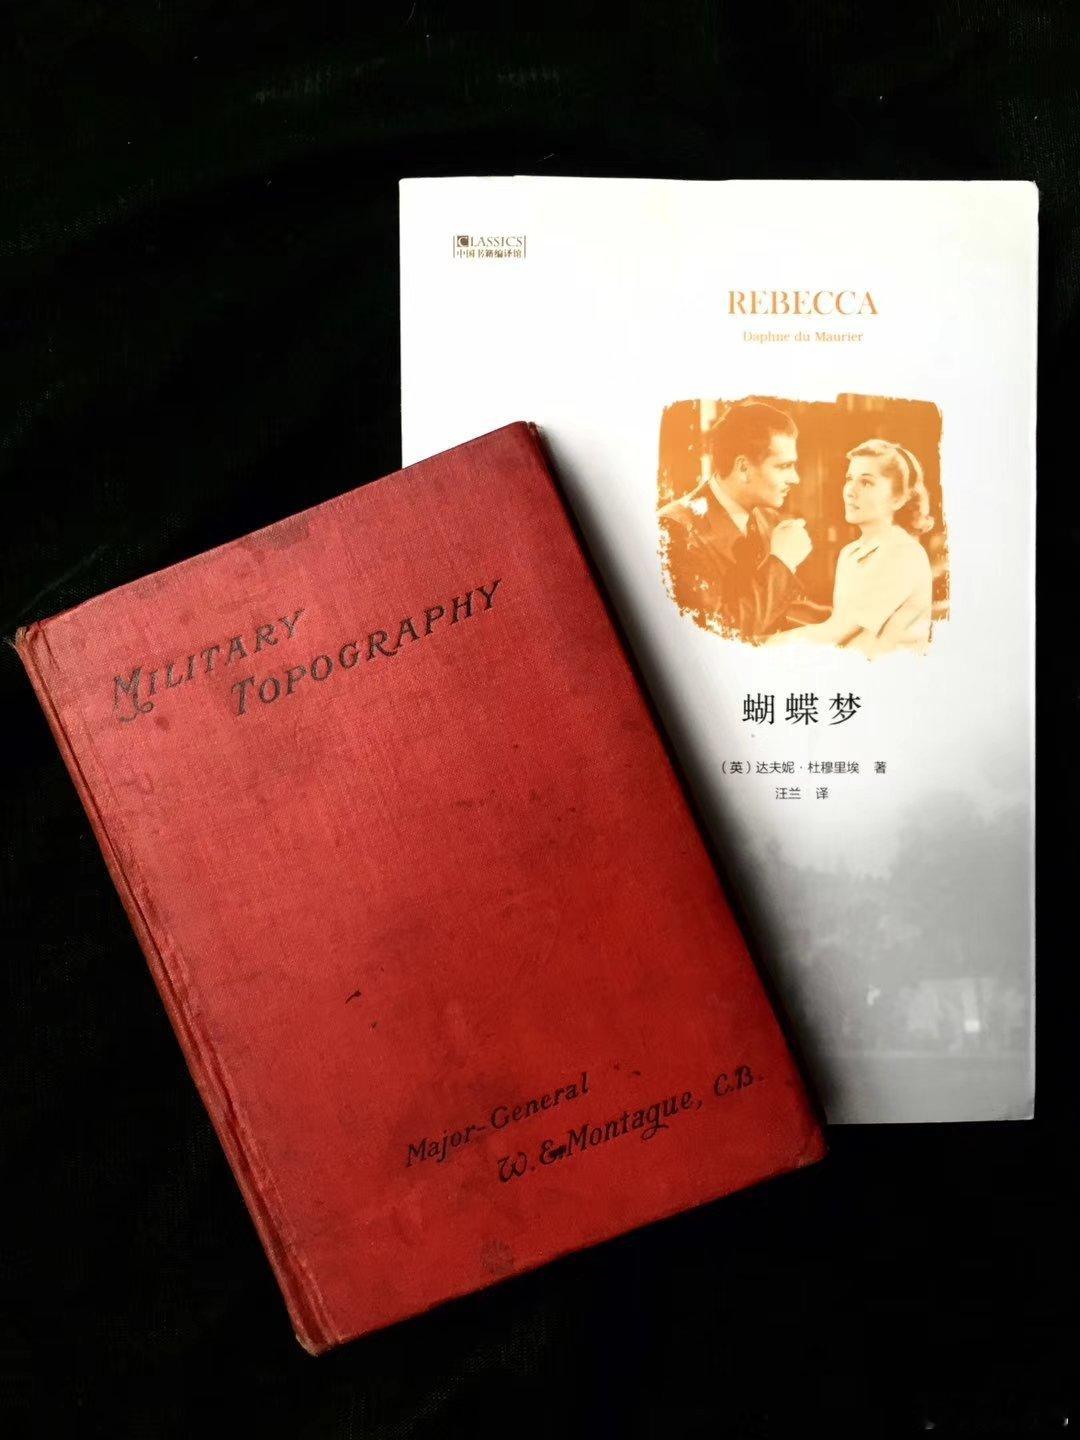 CLASSICS
中国书籍编译馆
REBECCA
Daphne du Maurier
蝴蝶梦
（英）达夫妮·杜穆里埃 著
汪兰 译
MILITARY
TOPOGRAPHY
Major-General
W. E. Montague, C.B.